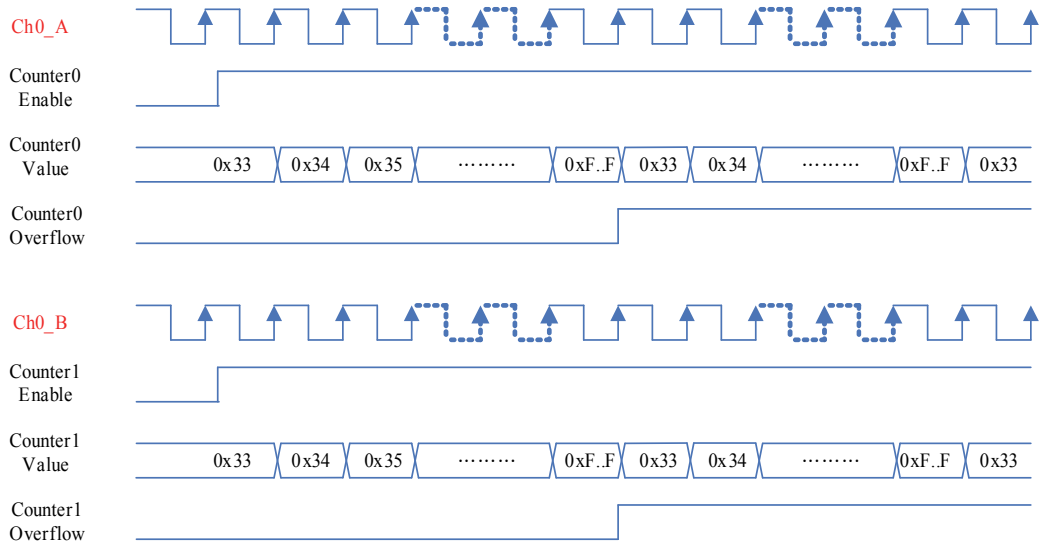 Ch0_A
Counter0
Enable
Counter0
Value
0x33 0x34 0x35 ········· 0xF..F 0x33 0x34 ········· 0xF..F 0x33
Counter0
Overflow
Ch0_B
Counter1
Enable
Counter1
Value
0x33 0x34 0x35 ········· 0xF..F 0x33 0x34 ········· 0xF..F 0x33
Counter1
Overflow